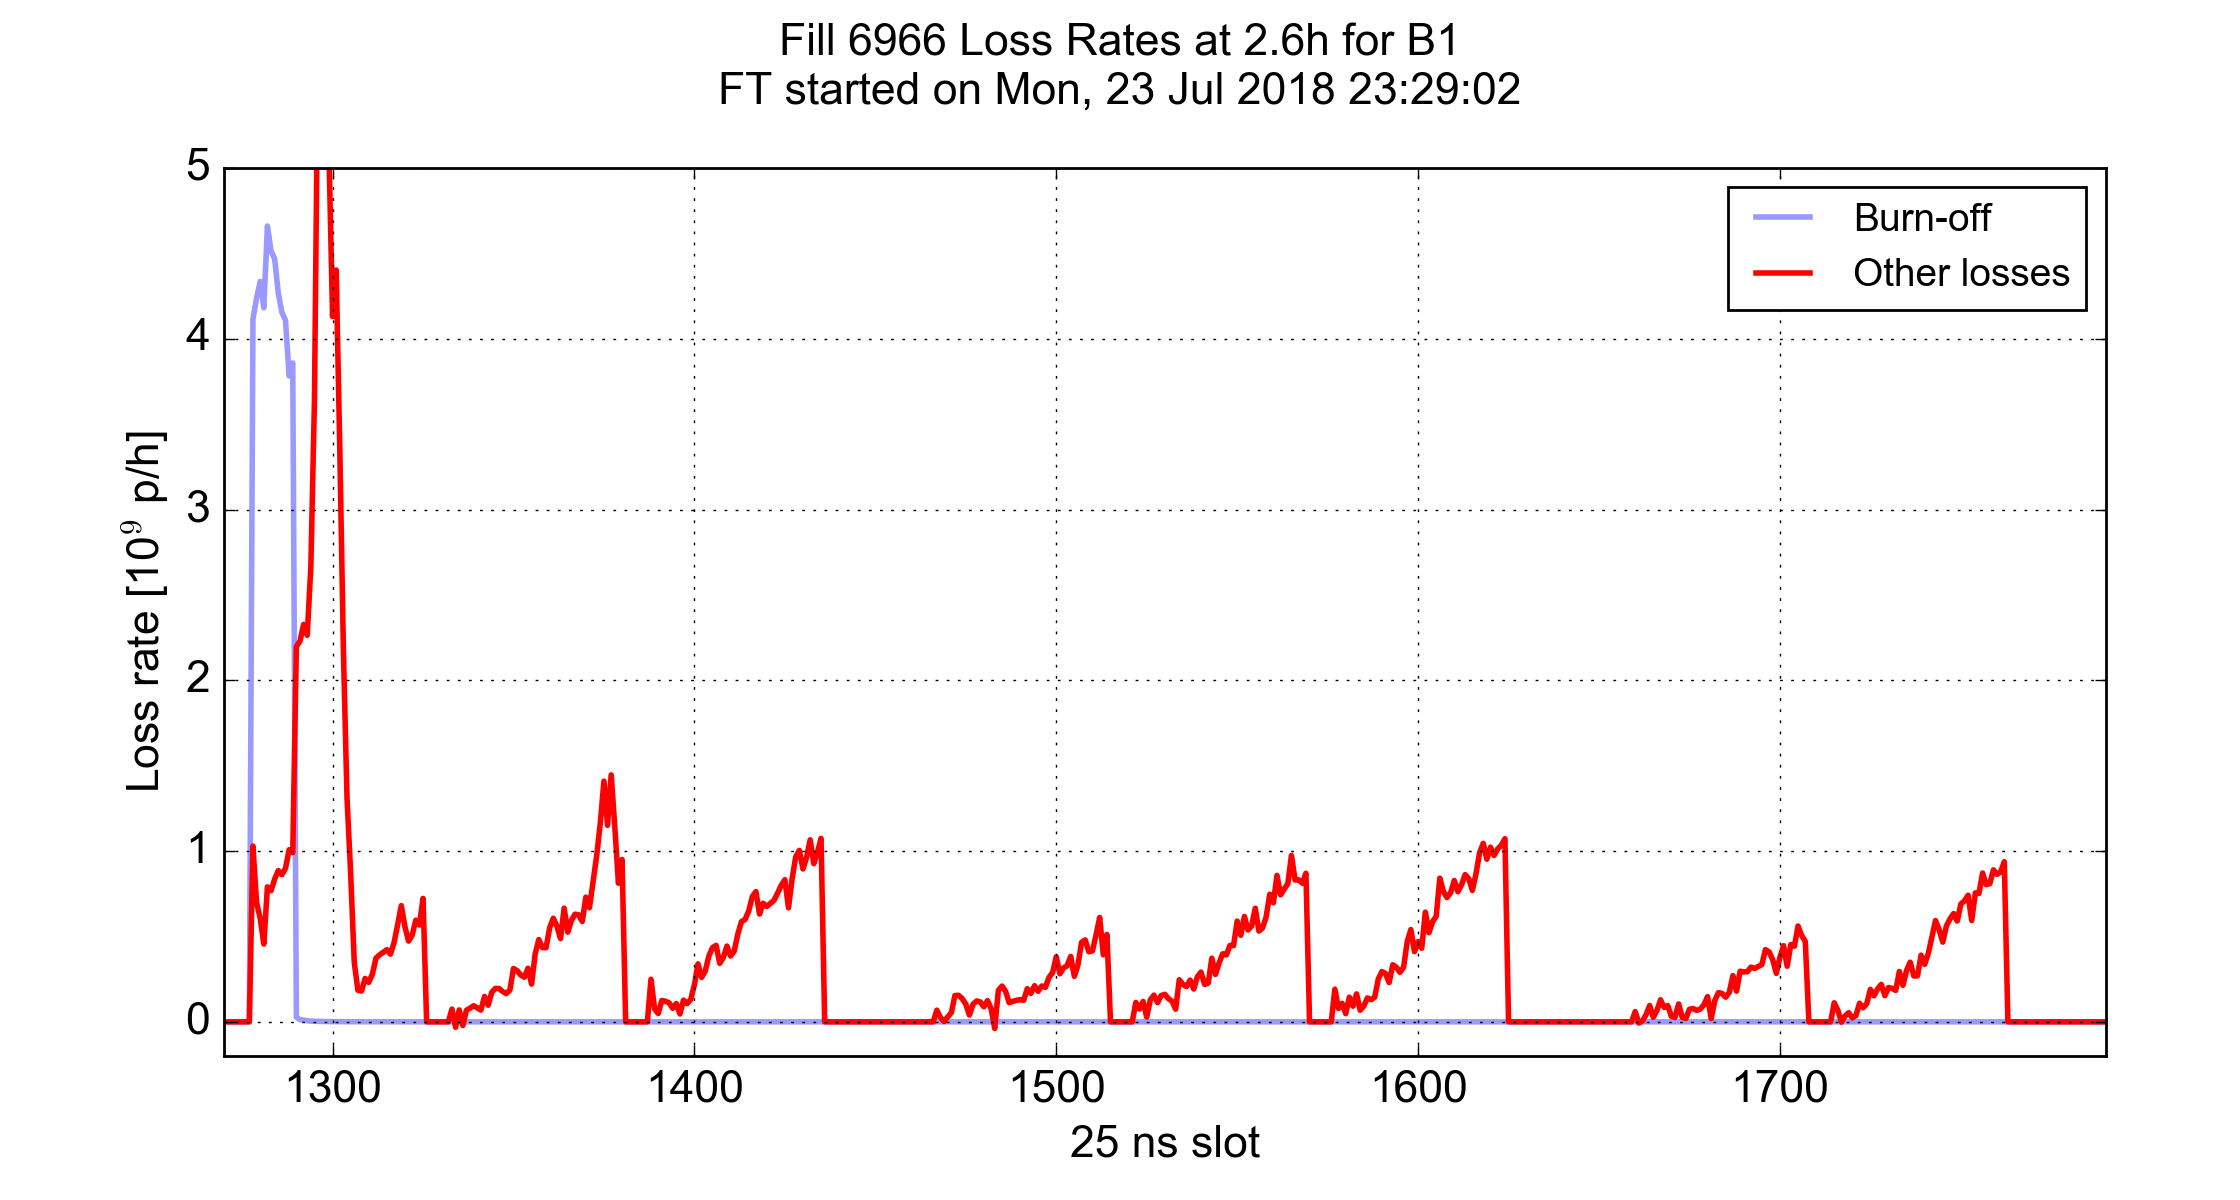 Fill 6966 Loss Rates at 2.6h for B1
FT started on Mon, 23 Jul 2018 23:29:02
5
4
3
2
1
0
Loss rate [10⁹ p/h]
Burn-off
Other losses
1300 1400 1500 1600 1700
25 ns slot